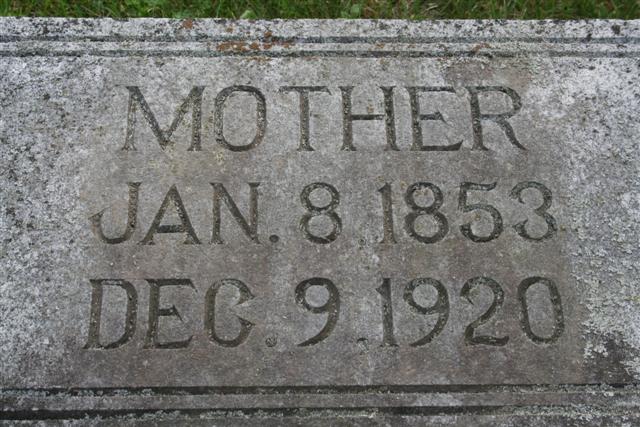 MOTHER
JAN. 8. 1853
DEC. 9. 1920